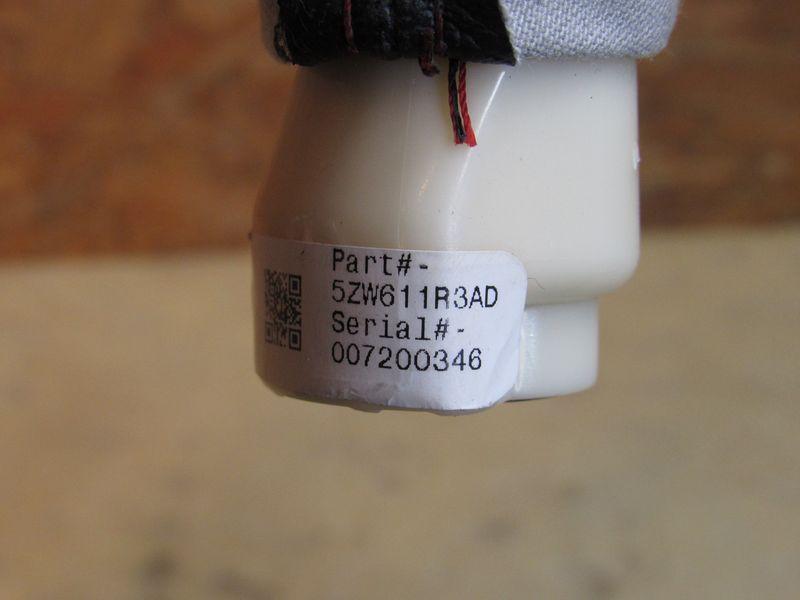 Part#-
5ZW611R3AD
Serial#-
007200346